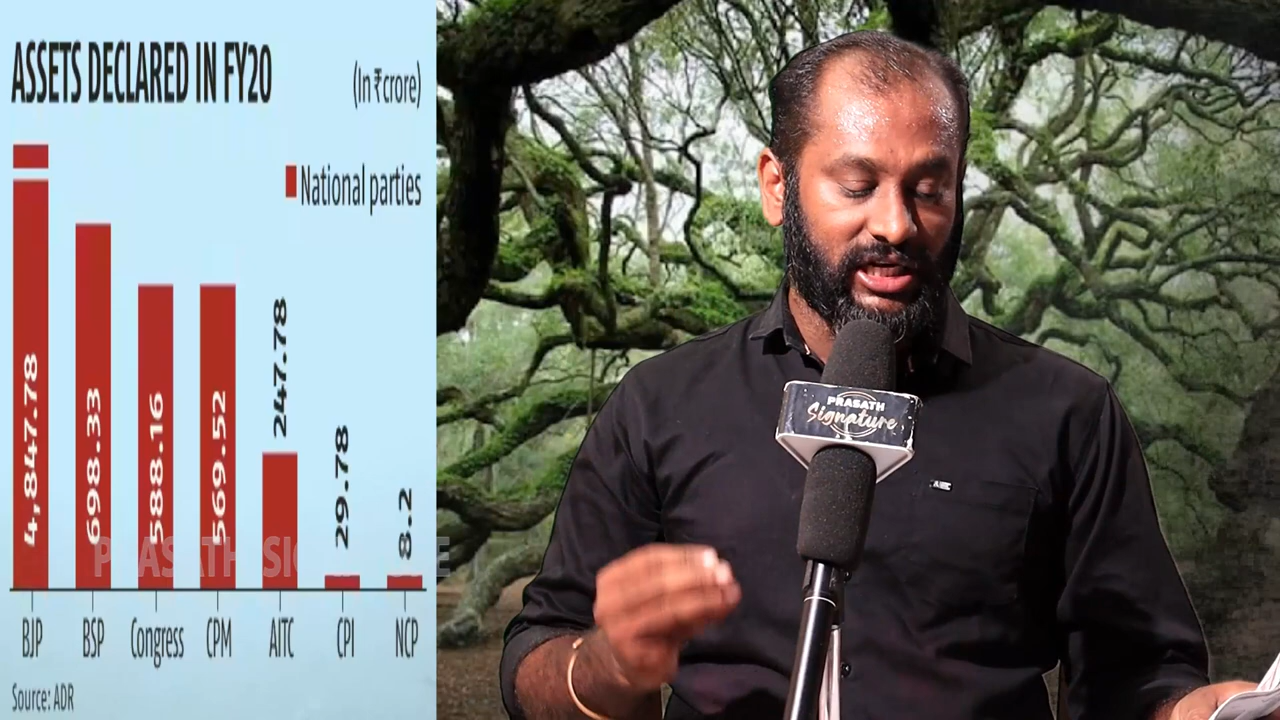 ASSETS DECLARED IN FY20
(In ₹crore)
National parties
4,847.78
698.33
588.16
569.52
247.78
29.78
8.2
BJP
BSP
Congress
CPM
AITC
CPI
NCP
Source: ADR
PRASATH
Signature